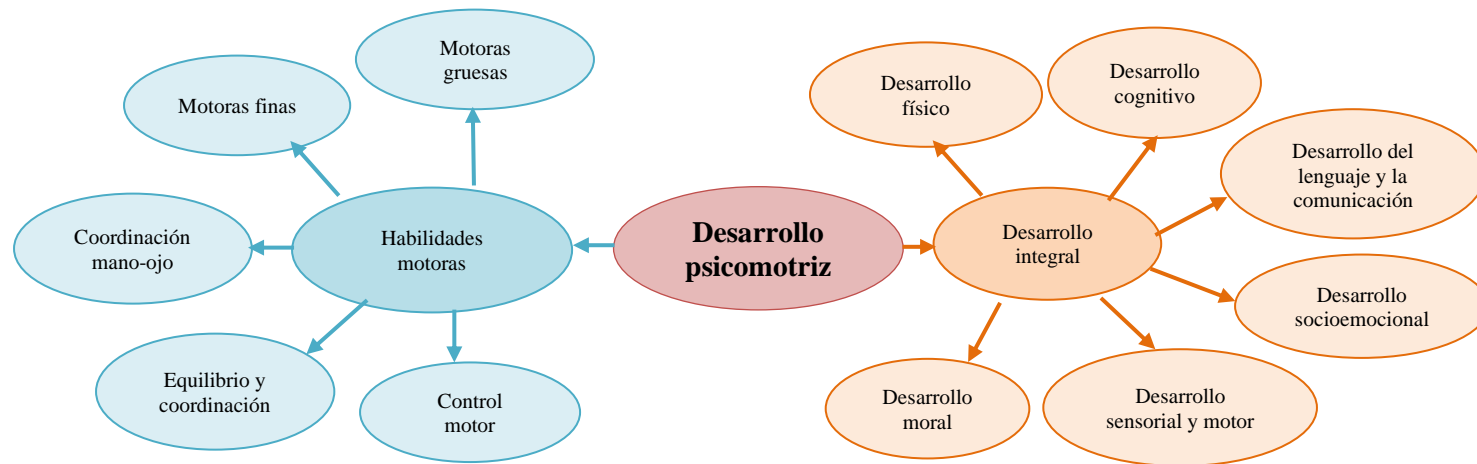 Motoras
gruesas
Motoras finas
Coordinación
mano-ojo
Habilidades
motoras
Equilibrio y
coordinación
Control
motor
Desarrollo
psicomotriz
Desarrollo
integral
Desarrollo
físico
Desarrollo
cognitivo
Desarrollo del
lenguaje y la
comunicación
Desarrollo
socioemocional
Desarrollo
sensorial y motor
Desarrollo
moral